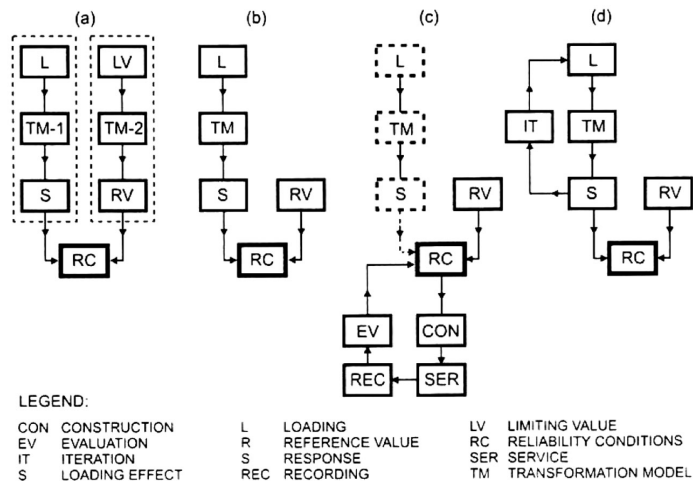 (a) (b) (c) (d)
L LV L L L
TM-1 TM-2 TM TM IT TM
S RV S RV S RV S RV
RC RC RC RC
EV CON
REC SER
LEGEND:
CON CONSTRUCTION L LOADING LV LIMITING VALUE
EV EVALUATION R REFERENCE VALUE RC RELIABILITY CONDITIONS
IT ITERATION S RESPONSE SER SERVICE
S LOADING EFFECT REC RECORDING TM TRANSFORMATION MODEL